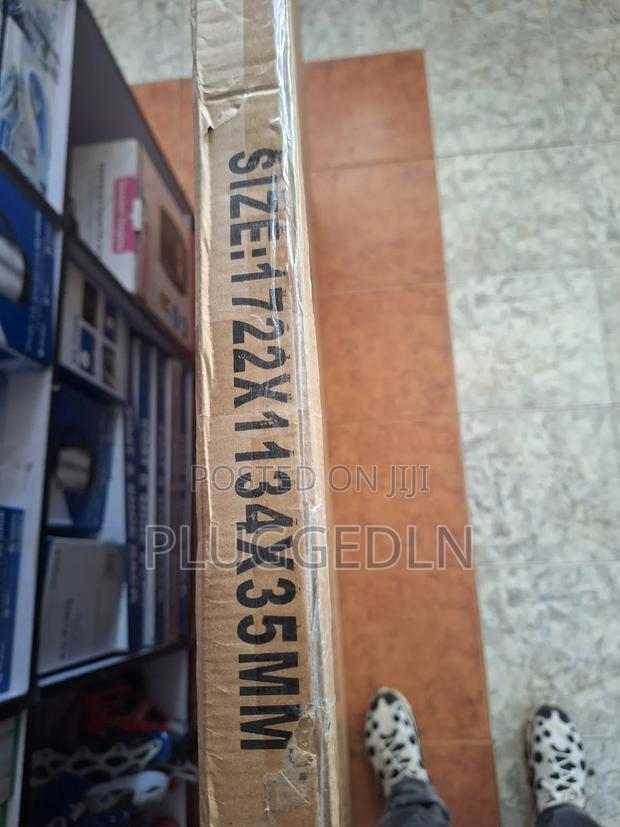 SIZE:1722X1134X35MM
POSTED ON JIJI
PLUGGEDLN